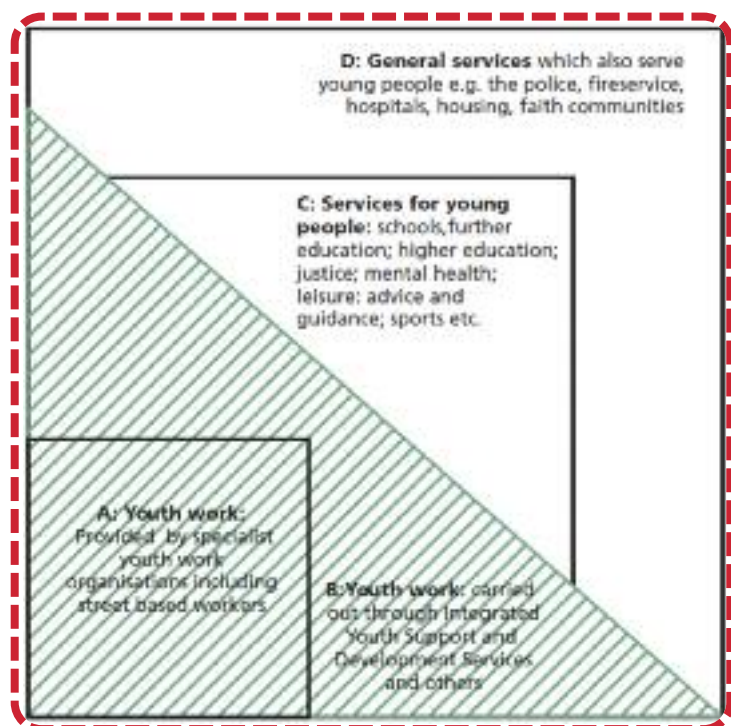 D: General services which also serve
young people e.g. the police, fireservice,
hospitals, housing, faith communities
C: Services for young
people: schools, further
education; higher education;
justice; mental health;
leisure: advice and
guidance; sports etc.
A: Youth work:
Provided by specialist
youth work
organisations including
street based workers
B:Youth work: carried
out through Integrated
Youth Support and
Development Services
and others